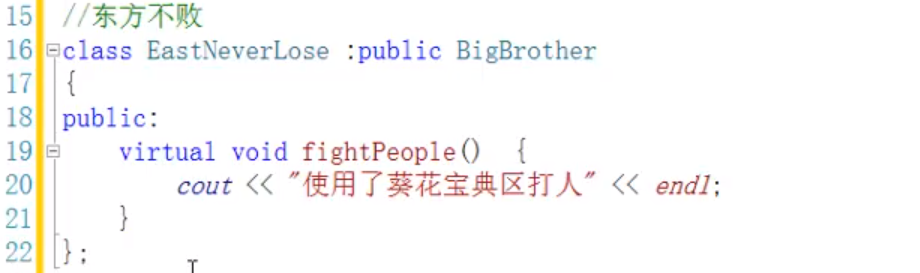 15 //东方不败
16 class EastNeverLose :public BigBrother
17 {
18 public:
19 virtual void fightPeople() {
20 cout << "使用了葵花宝典区打人" << endl;
21 }
22 };